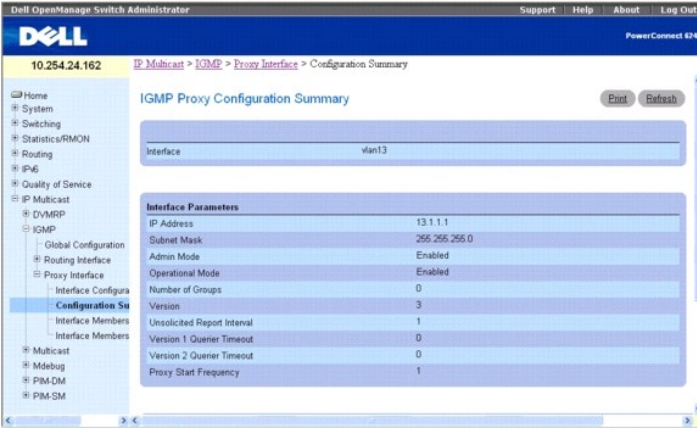 Dell OpenManage Switch Administrator
Support Help About Log Out
DELL
PowerConnect 624
10.254.24.162
IP Multicast > IGMP > Proxy Interface > Configuration Summary
Home
System
Switching
Statistics/RMON
Routing
IPv6
Quality of Service
IP Multicast
DVMRP
IGMP
Global Configuration
Routing Interface
Proxy Interface
Interface Configura
Configuration Su
Interface Members
Interface Members
Multicast
Mdebug
PIM-DM
PIM-SM
IGMP Proxy Configuration Summary
Print Refresh
Interface vlan13
Interface Parameters
IP Address 13.1.1.1
Subnet Mask 255.255.255.0
Admin Mode Enabled
Operational Mode Enabled
Number of Groups 0
Version 3
Unsolicited Report Interval 1
Version 1 Querier Timeout 0
Version 2 Querier Timeout 0
Proxy Start Frequency 1